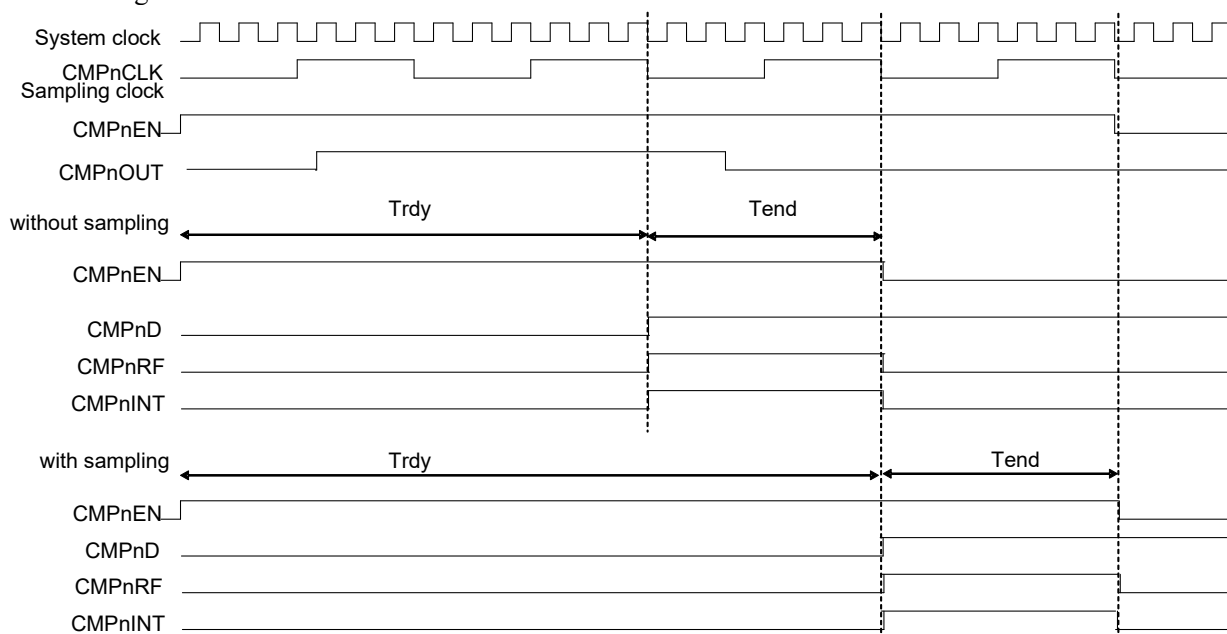 System clock
CMPnCLK
Sampling clock
CMPnEN
CMPnOUT
without sampling
Trdy
Tend
CMPnEN
CMPnD
CMPnRF
CMPnINT
with sampling
Trdy
Tend
CMPnEN
CMPnD
CMPnRF
CMPnINT